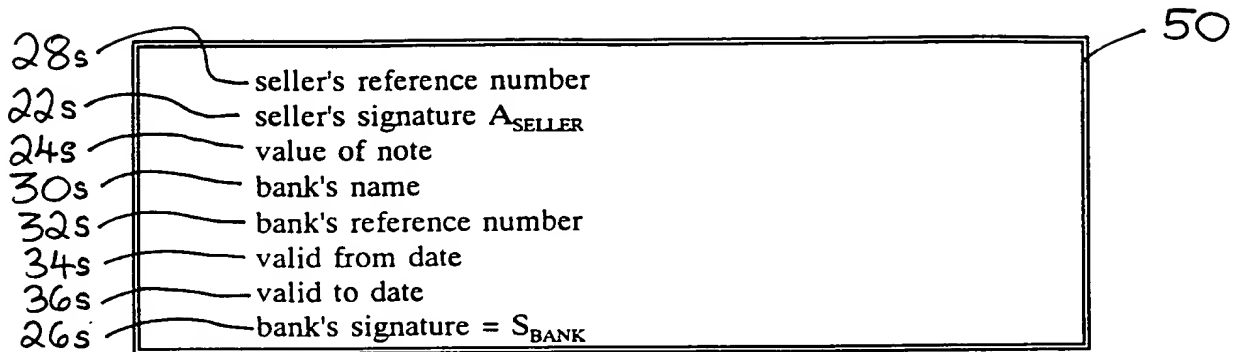 50
28s seller's reference number
22s seller's signature A_SELLER
24s value of note
30s bank's name
32s bank's reference number
34s valid from date
36s valid to date
26s bank's signature = S_BANK